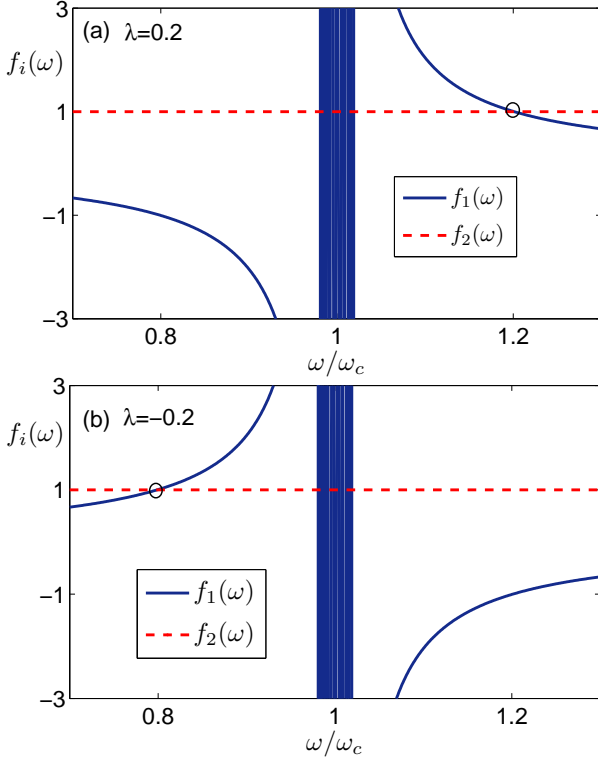 (a) λ=0.2
3
f_i(ω)
1
−1
−3
0.8 1 1.2
ω/ω_c
f_1(ω)
f_2(ω)
(b) λ=−0.2
3
f_i(ω)
1
−1
−3
0.8 1 1.2
ω/ω_c
f_1(ω)
f_2(ω)